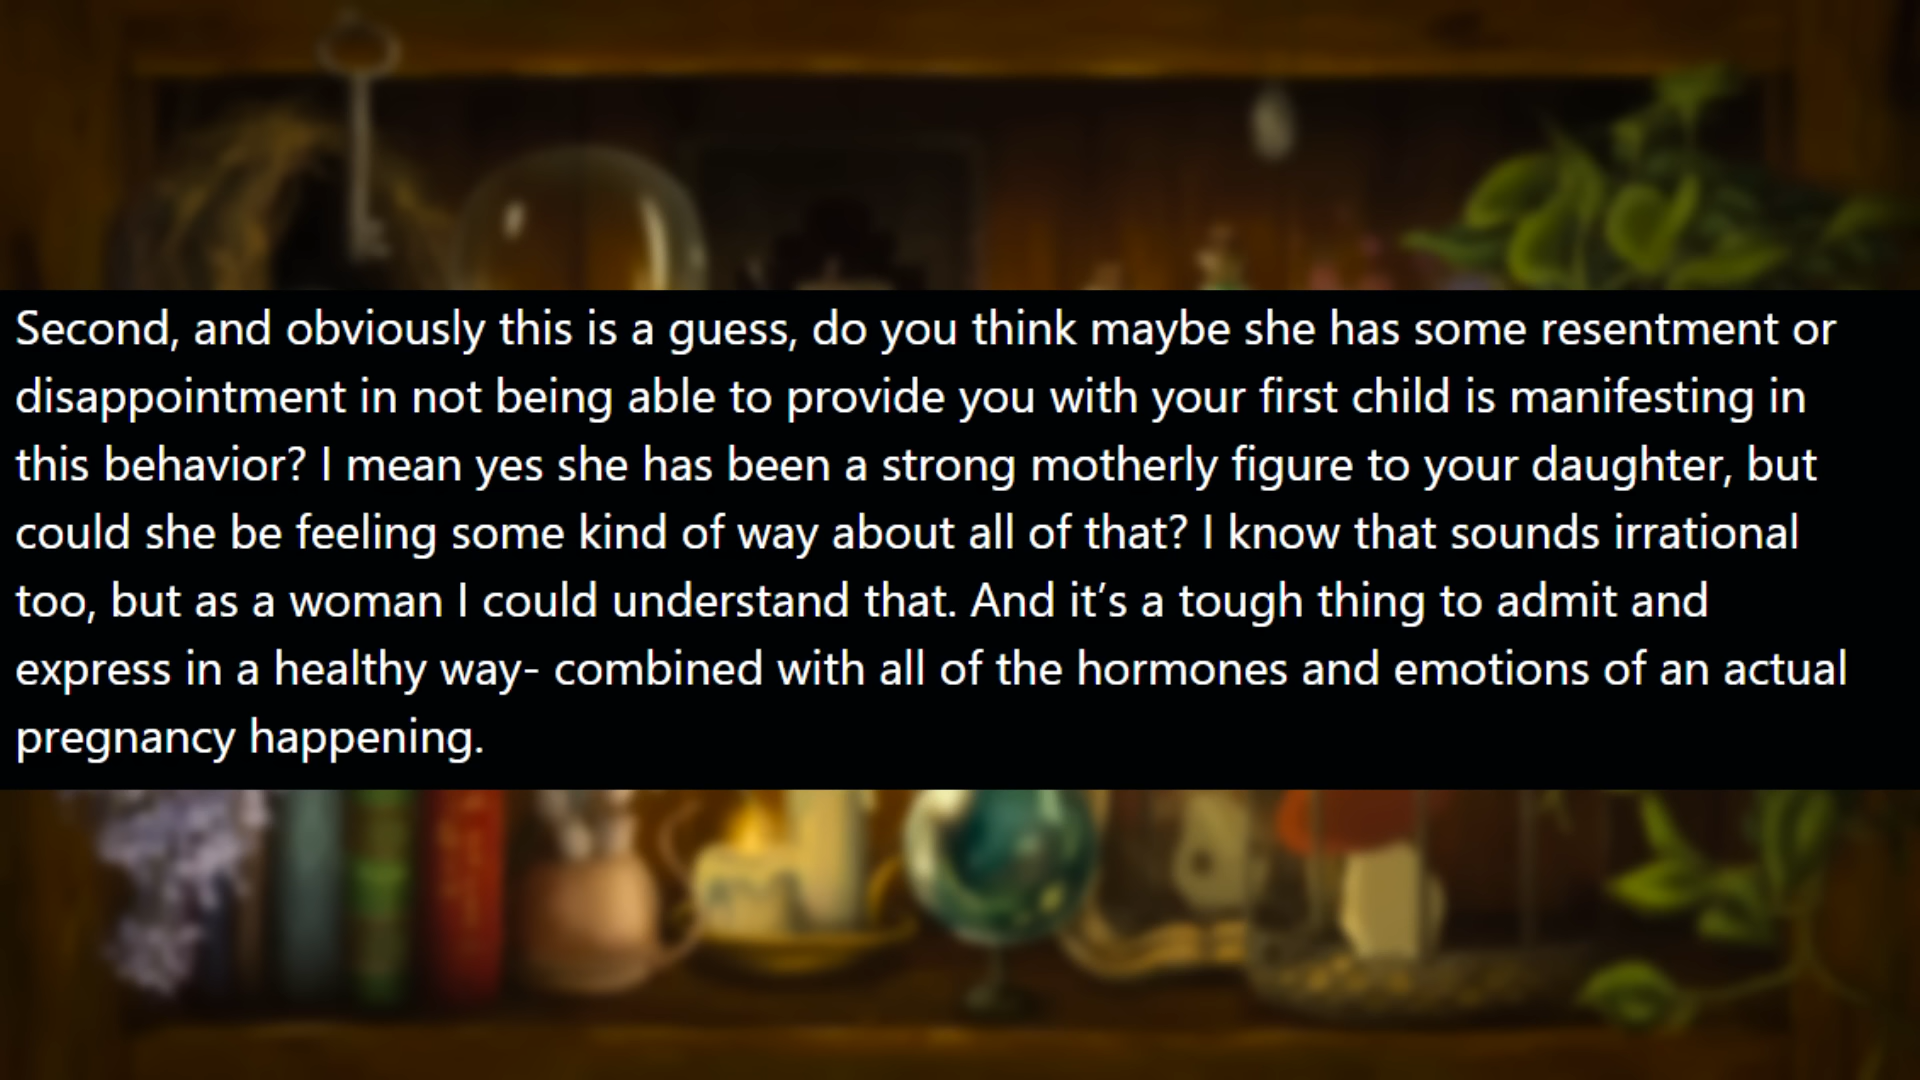 Second, and obviously this is a guess, do you think maybe she has some resentment or
disappointment in not being able to provide you with your first child is manifesting in
this behavior? I mean yes she has been a strong motherly figure to your daughter, but
could she be feeling some kind of way about all of that? I know that sounds irrational
too, but as a woman I could understand that. And it’s a tough thing to admit and
express in a healthy way- combined with all of the hormones and emotions of an actual
pregnancy happening.